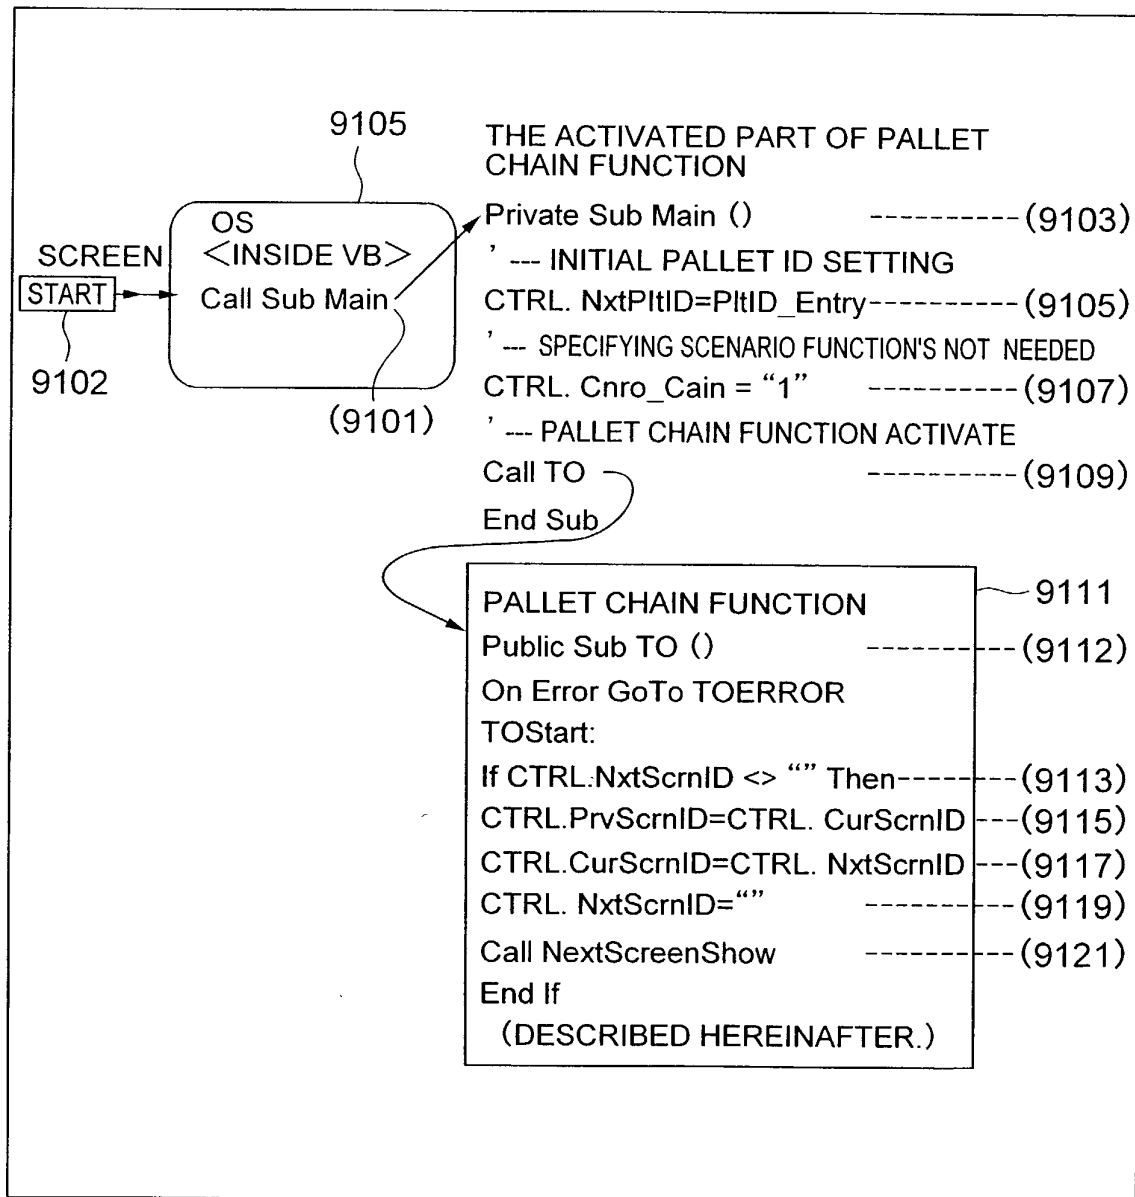 9105
THE ACTIVATED PART OF PALLET
CHAIN FUNCTION
OS
<INSIDE VB>
Call Sub Main
SCREEN
START
9102
(9101)
Private Sub Main () ---------- (9103)
' --- INITIAL PALLET ID SETTING
CTRL. NxtPltID=PltID_Entry ---------- (9105)
' --- SPECIFYING SCENARIO FUNCTION'S NOT NEEDED
CTRL. Cnro_Cain = “1” ---------- (9107)
' --- PALLET CHAIN FUNCTION ACTIVATE
Call TO ---------- (9109)
End Sub
9111
PALLET CHAIN FUNCTION
Public Sub TO () ---------- (9112)
On Error GoTo TOERROR
TOStart:
If CTRL.NxtScrnID <> “” Then -------- (9113)
CTRL.PrvScrnID=CTRL. CurScrnID --- (9115)
CTRL.CurScrnID=CTRL. NxtScrnID --- (9117)
CTRL. NxtScrnID=“” ---------- (9119)
Call NextScreenShow ---------- (9121)
End If
(DESCRIBED HEREINAFTER.)